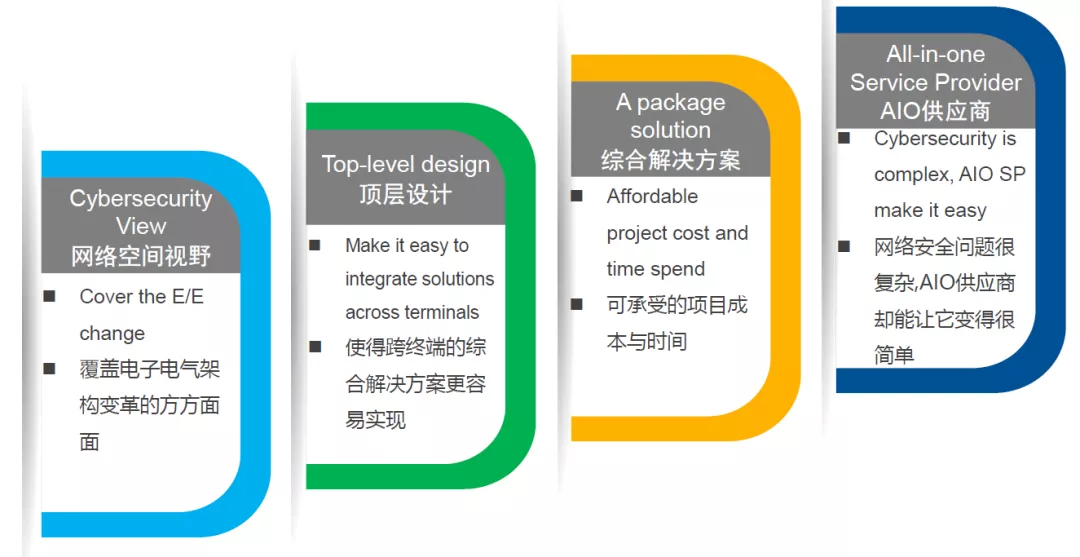 Cybersecurity
View
网络空间视野
■ Cover the E/E
change
■ 覆盖电子电气架
构变革的方方面
面
Top-level design
顶层设计
■ Make it easy to
integrate solutions
across terminals
■ 使得跨终端的综
合解决方案更容
易实现
A package
solution
综合解决方案
■ Affordable
project cost and
time spend
■ 可承受的项目成
本与时间
All-in-one
Service Provider
AIO供应商
■ Cybersecurity is
complex, AIO SP
make it easy
■ 网络安全问题很
复杂,AIO供应商
却能让它变得很
简单